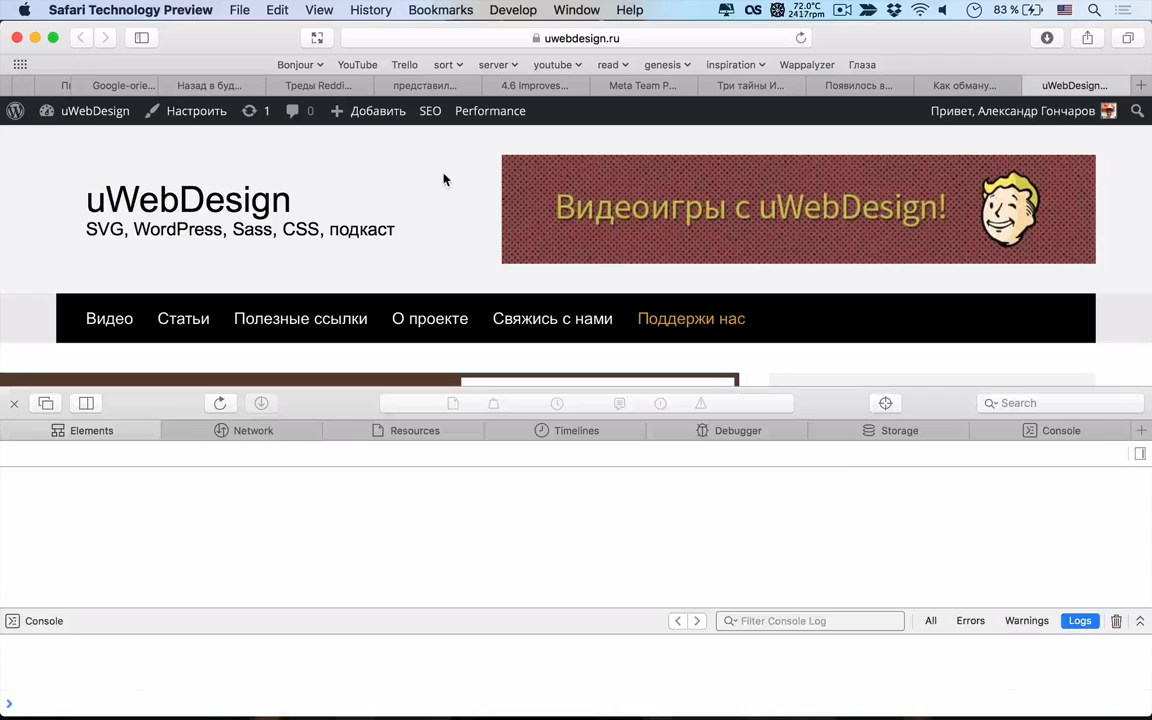 Safari Technology Preview File Edit View History Bookmarks Develop Window Help
72.0°C
2417rpm
83 %
uwebdesign.ru
Bonjour YouTube Trello sort server youtube read genesis inspiration Wappalyzer Глаза
Google-orie... Назад в буд... Треды Reddi... представил... 4.6 Improves... Meta Team P... Три тайны И... Появилось в... Как обману... uWebDesign...
uWebDesign Настроить 1 0 Добавить SEO Performance Привет, Александр Гончаров
uWebDesign
SVG, WordPress, Sass, CSS, подкаст
Видеоигры с uWebDesign!
Видео Статьи Полезные ссылки О проекте Свяжись с нами Поддержи нас
Search
Elements Network Resources Timelines Debugger Storage Console
Console Filter Console Log All Errors Warnings Logs